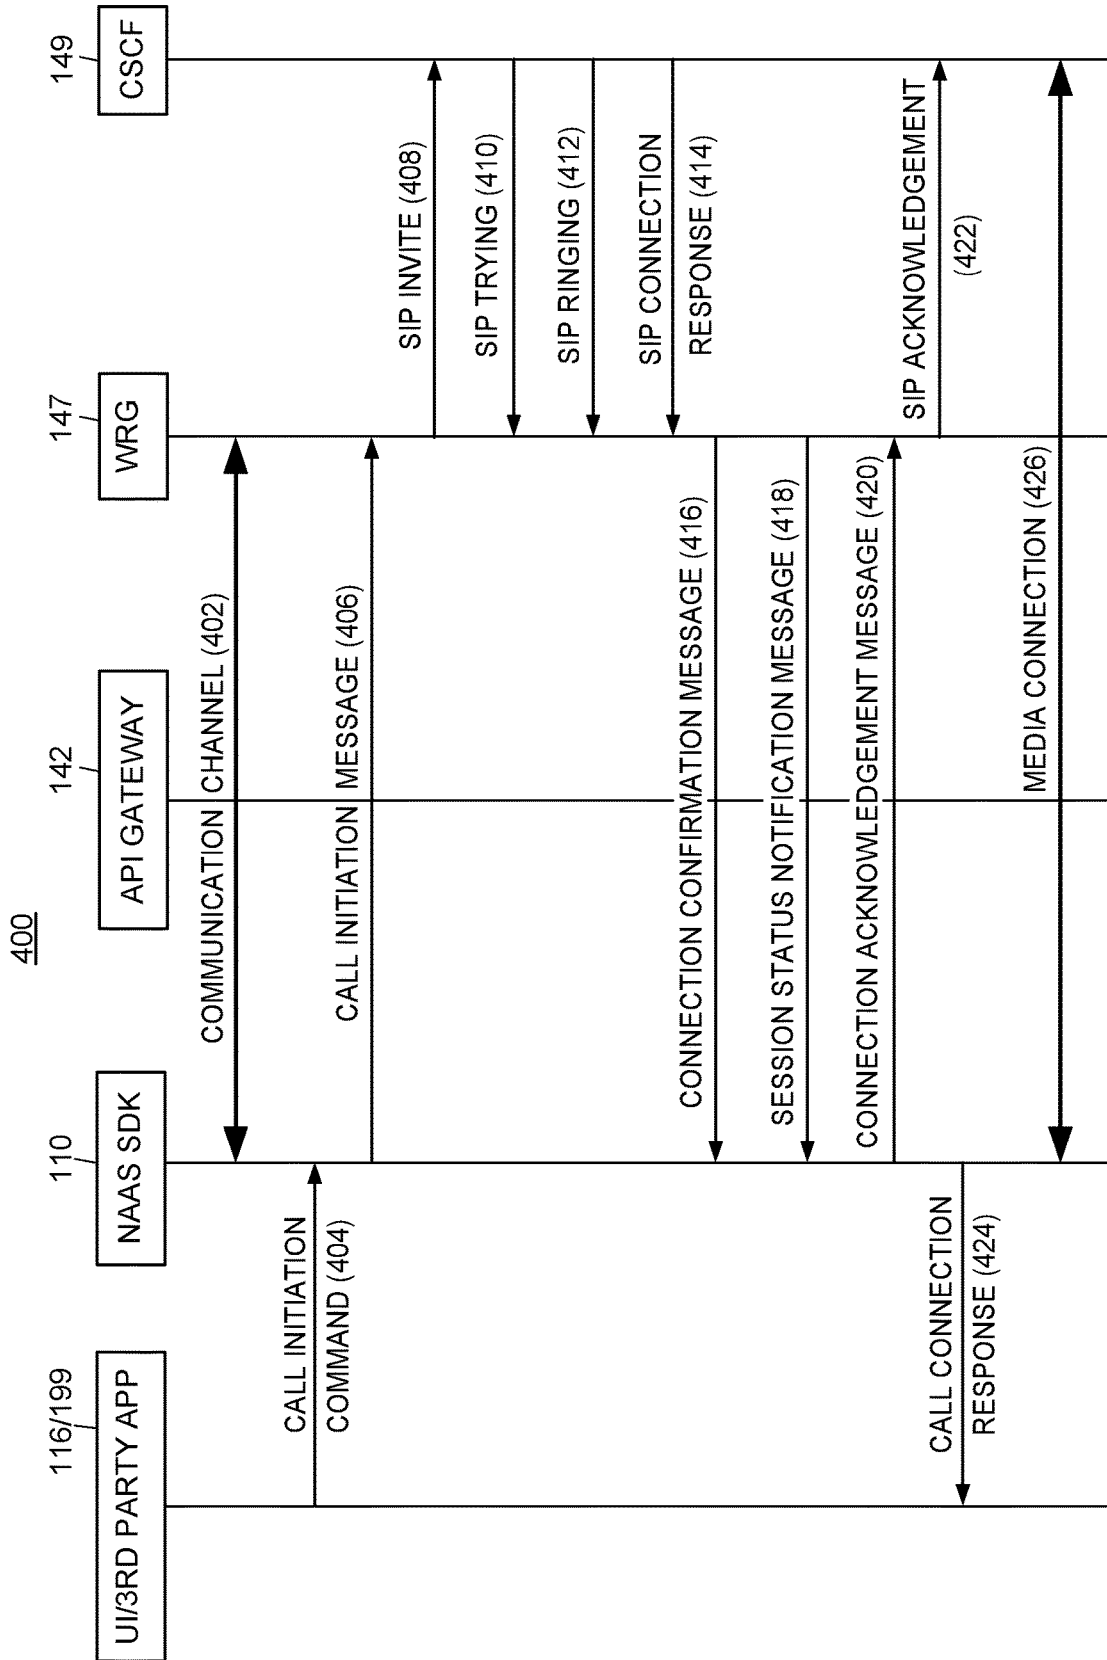 400
116/199
110
142
147
149
UI/3RD PARTY APP
NAAS SDK
API GATEWAY
WRG
CSCF
COMMUNICATION CHANNEL (402)
CALL INITIATION
COMMAND (404)
CALL INITIATION MESSAGE (406)
SIP INVITE (408)
SIP TRYING (410)
SIP RINGING (412)
SIP CONNECTION
RESPONSE (414)
CONNECTION CONFIRMATION MESSAGE (416)
SESSION STATUS NOTIFICATION MESSAGE (418)
CONNECTION ACKNOWLEDGEMENT MESSAGE (420)
SIP ACKNOWLEDGEMENT
(422)
CALL CONNECTION
RESPONSE (424)
MEDIA CONNECTION (426)